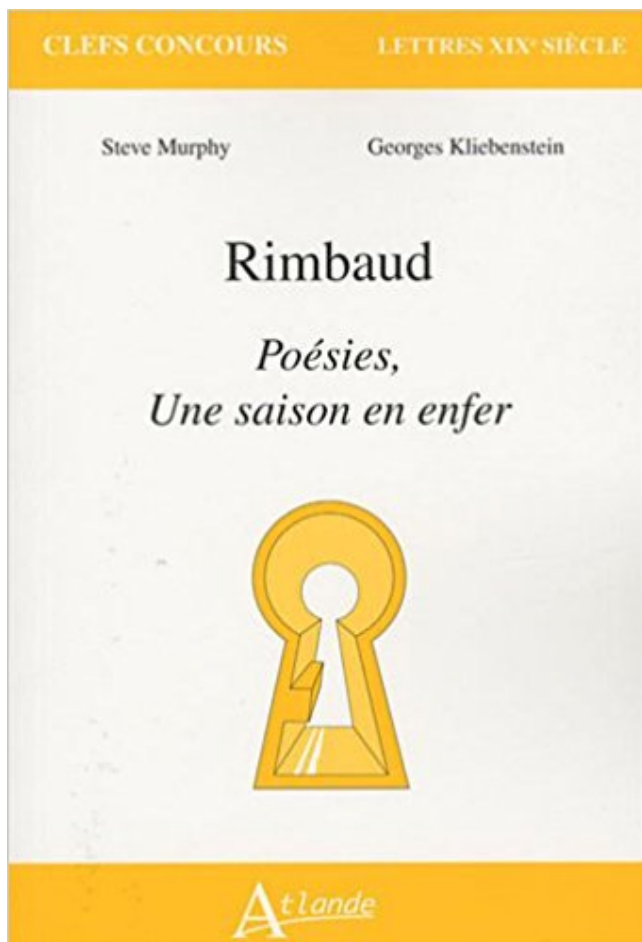 CLEFS CONCOURS LETTRES XIXᵉ SIÈCLE
Steve Murphy Georges Kliebenstein
Rimbaud
Poésies,
Une saison en enfer
Atlande